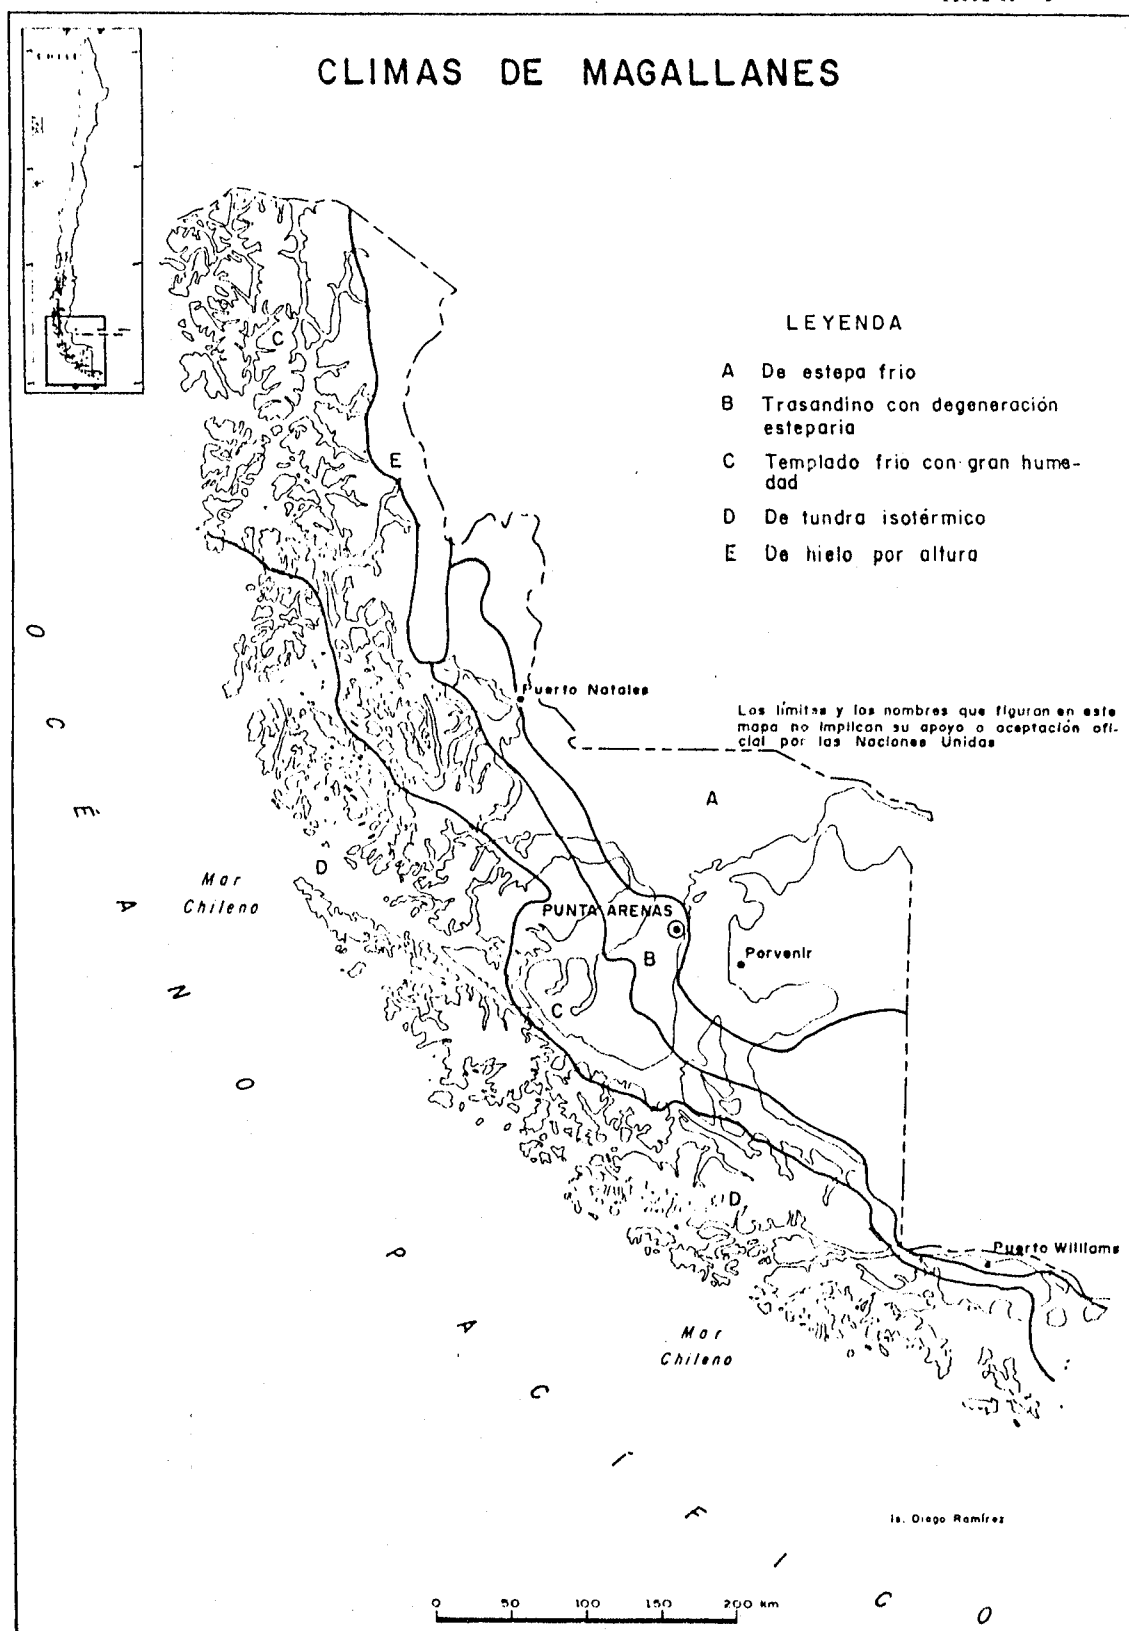 CLIMAS DE MAGALLANES
LEYENDA
A De estepa frio
B Trasandino con degeneración
esteparia
C Templado frio con gran hume-
dad
D De tundra isotérmico
E De hielo por altura
C
E
Puerto Natales
Los límites y los nombres que figuran en este
mapa no implican su apoyo o aceptación ofi-
cial por las Naciones Unidas
A
D
Mar
Chileno
PUNTA ARENAS
B
Porvenir
C
D
Puerto Williams
Mar
Chileno
OCÉANO PACÍFICO
Is. Diego Ramírez
0 50 100 150 200 km